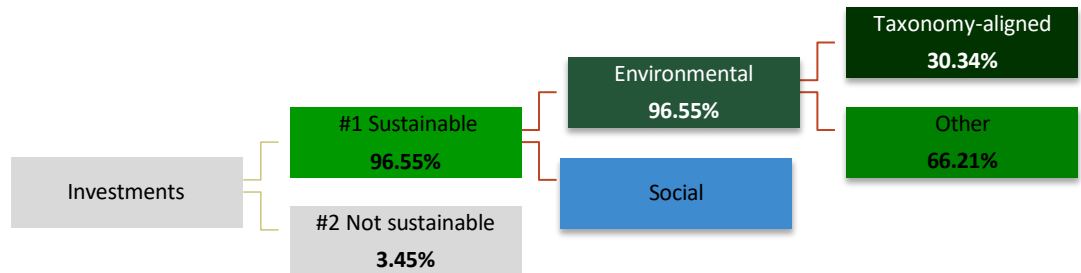 Investments
#1 Sustainable
96.55%
#2 Not sustainable
3.45%
Environmental
96.55%
Social
Taxonomy-aligned
30.34%
Other
66.21%